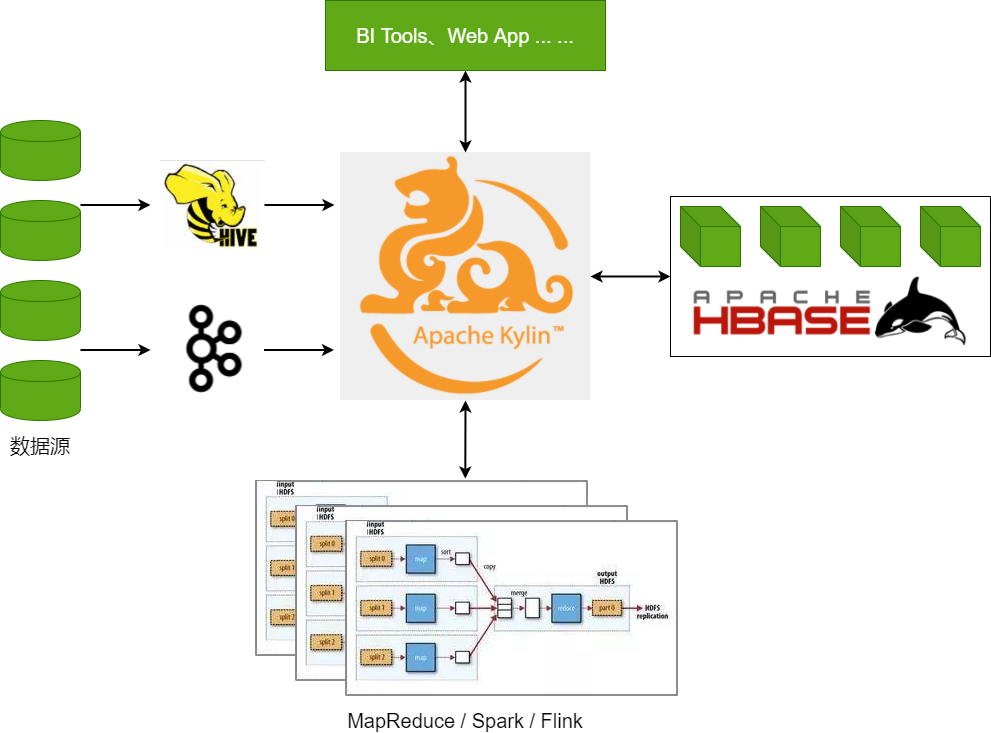 BI Tools、Web App ... ...
HIVE
Apache Kylin™
APACHE
HBASE
数据源
input
HDFS
split 0
split 1
split 2
input
HDFS
split 0
split 1
split 2
input
HDFS
split 0
map
sort
copy
split 1
map
merge
reduce
output
HDFS
part 0
HDFS
replication
split 2
map
MapReduce / Spark / Flink